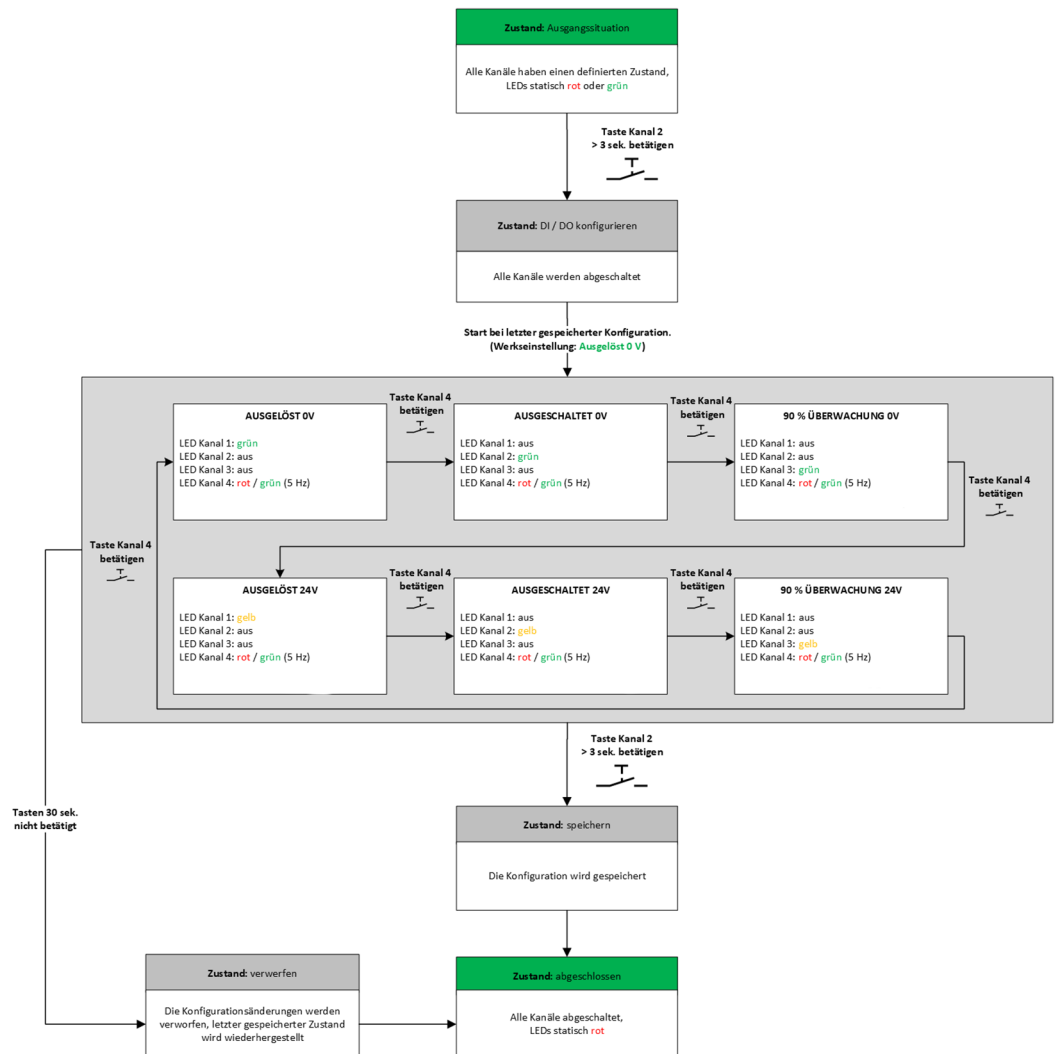 Zustand: Ausgangssituation
Alle Kanäle haben einen definierten Zustand,
LEDs statisch rot oder grün
Taste Kanal 2
> 3 sek. betätigen
Zustand: DI / DO konfigurieren
Alle Kanäle werden abgeschaltet
Start bei letzter gespeicherter Konfiguration.
(Werkseinstellung: Ausgelöst 0 V)
AUSGELÖST 0V
LED Kanal 1: grün
LED Kanal 2: aus
LED Kanal 3: aus
LED Kanal 4: rot / grün (5 Hz)
Taste Kanal 4
betätigen
AUSGESCHALTET 0V
LED Kanal 1: aus
LED Kanal 2: grün
LED Kanal 3: aus
LED Kanal 4: rot / grün (5 Hz)
Taste Kanal 4
betätigen
90 % ÜBERWACHUNG 0V
LED Kanal 1: aus
LED Kanal 2: aus
LED Kanal 3: grün
LED Kanal 4: rot / grün (5 Hz)
Taste Kanal 4
betätigen
Taste Kanal 4
betätigen
AUSGELÖST 24V
LED Kanal 1: gelb
LED Kanal 2: aus
LED Kanal 3: aus
LED Kanal 4: rot / grün (5 Hz)
Taste Kanal 4
betätigen
AUSGESCHALTET 24V
LED Kanal 1: aus
LED Kanal 2: gelb
LED Kanal 3: aus
LED Kanal 4: rot / grün (5 Hz)
Taste Kanal 4
betätigen
90 % ÜBERWACHUNG 24V
LED Kanal 1: aus
LED Kanal 2: aus
LED Kanal 3: gelb
LED Kanal 4: rot / grün (5 Hz)
Taste Kanal 2
> 3 sek. betätigen
Tasten 30 sek.
nicht betätigt
Zustand: speichern
Die Konfiguration wird gespeichert
Zustand: verwerfen
Die Konfigurationsänderungen werden
verworfen, letzter gespeicherter Zustand
wird wiederhergestellt
Zustand: abgeschlossen
Alle Kanäle abgeschaltet,
LEDs statisch rot